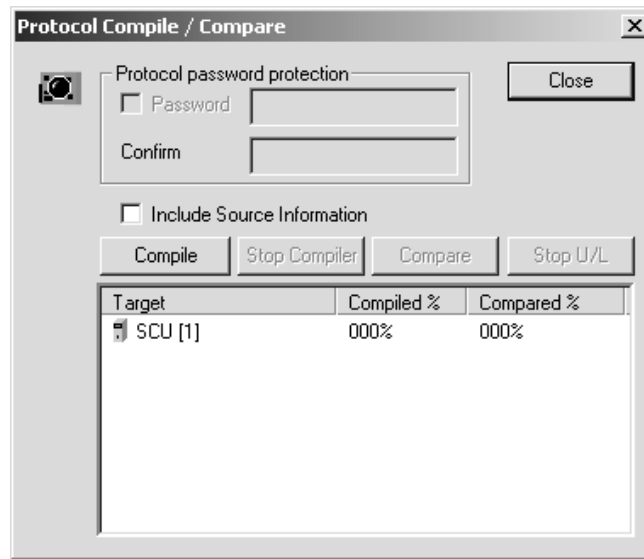 Protocol Compile / Compare
Protocol password protection
Close
Password
Confirm
Include Source Information
Compile Stop Compiler Compare Stop U/L
Target Compiled % Compared %
SCU [1] 000% 000%